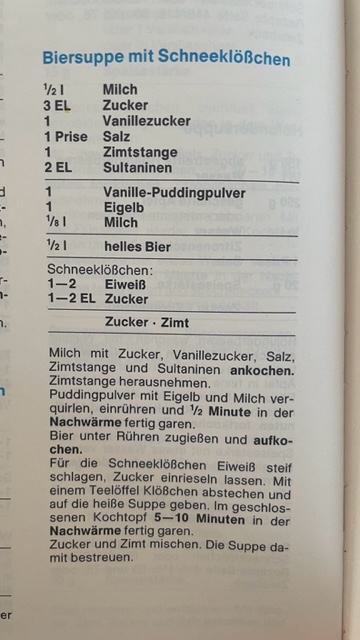 Biersuppe mit Schneeklößchen
½ l Milch
3 EL Zucker
1 Vanillezucker
1 Prise Salz
1 Zimtstange
2 EL Sultaninen
1 Vanille-Puddingpulver
1 Eigelb
⅛ l Milch
½ l helles Bier
Schneeklößchen:
1—2 Eiweiß
1—2 EL Zucker
Zucker · Zimt
Milch mit Zucker, Vanillezucker, Salz,
Zimtstange und Sultaninen ankochen.
Zimtstange herausnehmen.
Puddingpulver mit Eigelb und Milch ver-
quirlen, einrühren und ½ Minute in der
Nachwärme fertig garen.
Bier unter Rühren zugießen und aufko-
chen.
Für die Schneeklößchen Eiweiß steif
schlagen, Zucker einrieseln lassen. Mit
einem Teelöffel Klößchen abstechen und
auf die heiße Suppe geben. Im geschlos-
senen Kochtopf 5—10 Minuten in der
Nachwärme fertig garen.
Zucker und Zimt mischen. Die Suppe da-
mit bestreuen.